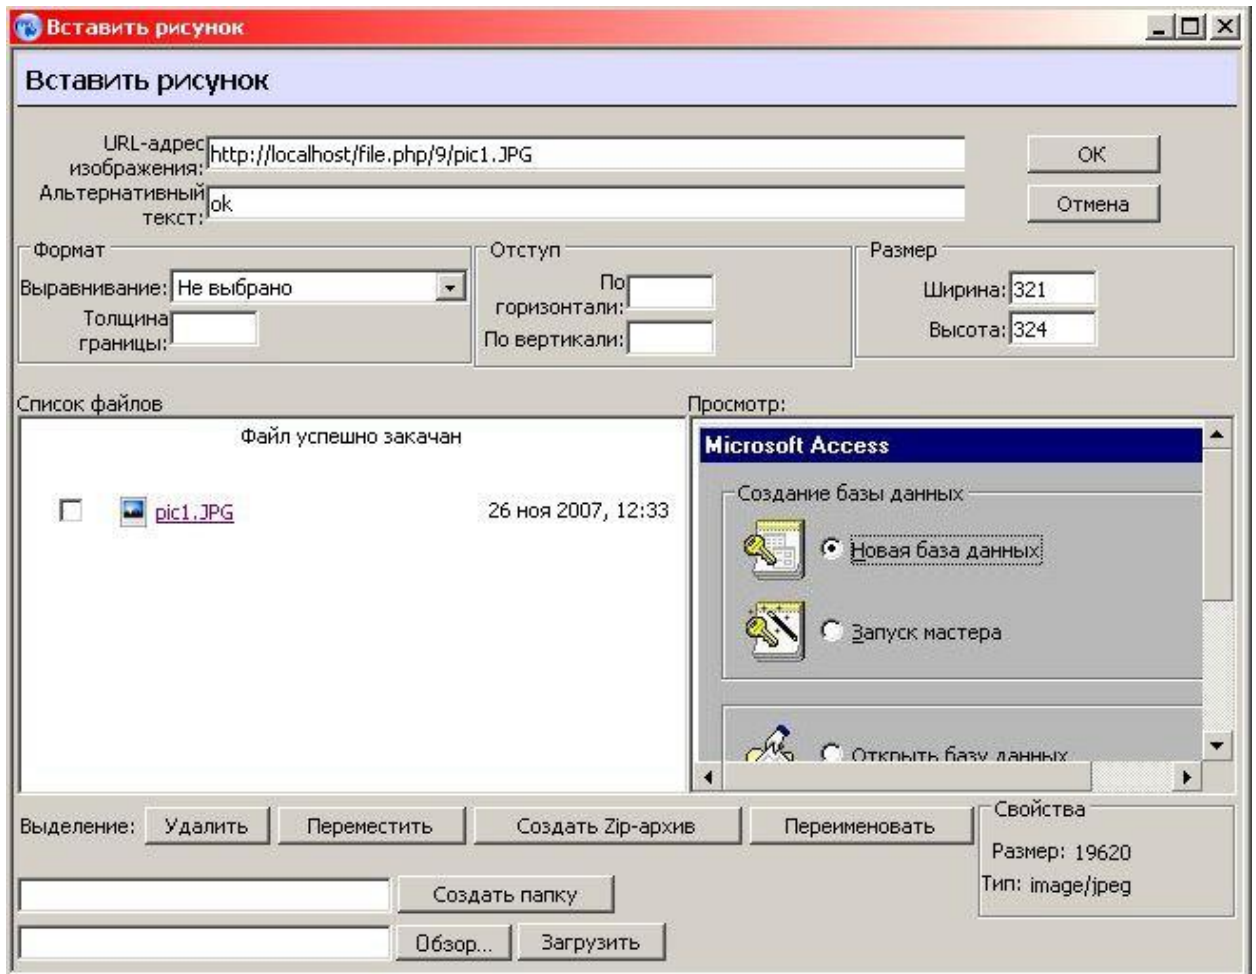 Вставить рисунок
Вставить рисунок
URL-адрес изображения: http://localhost/file.php/9/pic1.JPG
ОК
Альтернативный текст: ok
Отмена
Формат
Выравнивание: Не выбрано
Толщина границы:
Отступ
По горизонтали:
По вертикали:
Размер
Ширина: 321
Высота: 324
Список файлов
Файл успешно закачан
pic1.JPG 26 ноя 2007, 12:33
Просмотр:
Microsoft Access
Создание базы данных
Новая база данных
Запуск мастера
Открыть базу данных
Выделение: Удалить Переместить Создать Zip-архив Переименовать
Свойства
Размер: 19620
Тип: image/jpeg
Создать папку
Обзор... Загрузить